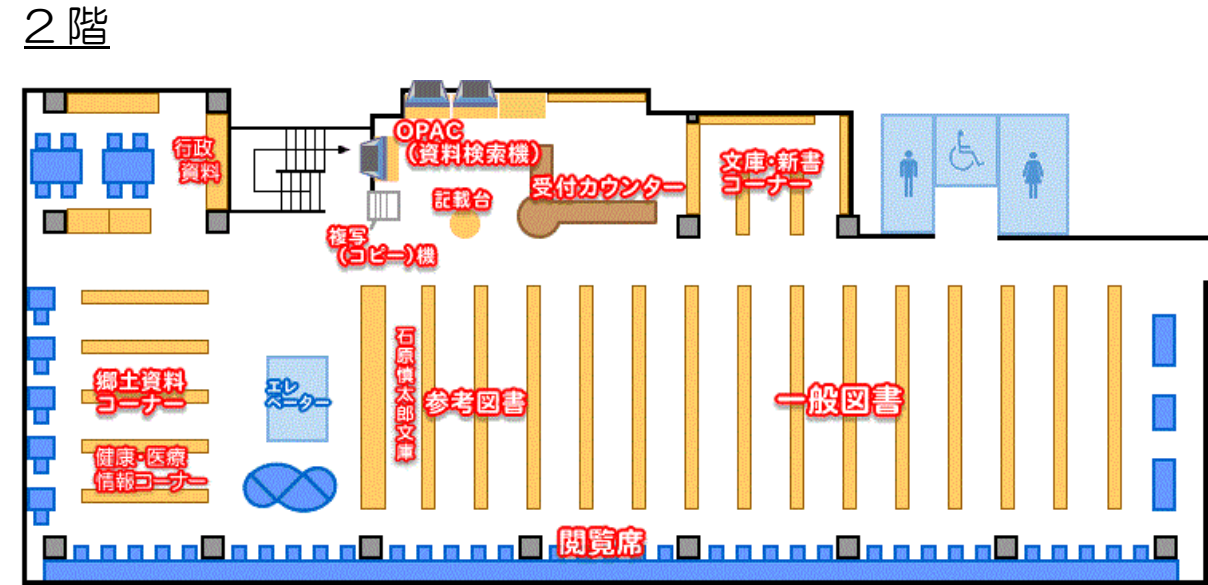 ２階
行政
資料
OPAC
（資料検索機）
記載台
受付カウンター
文庫・新書
コーナー
複写
（コピー）機
郷土資料
コーナー
健康・医療
情報コーナー
エレ
ベーター
石原慎太郎文庫
参考図書
一般図書
閲覧席